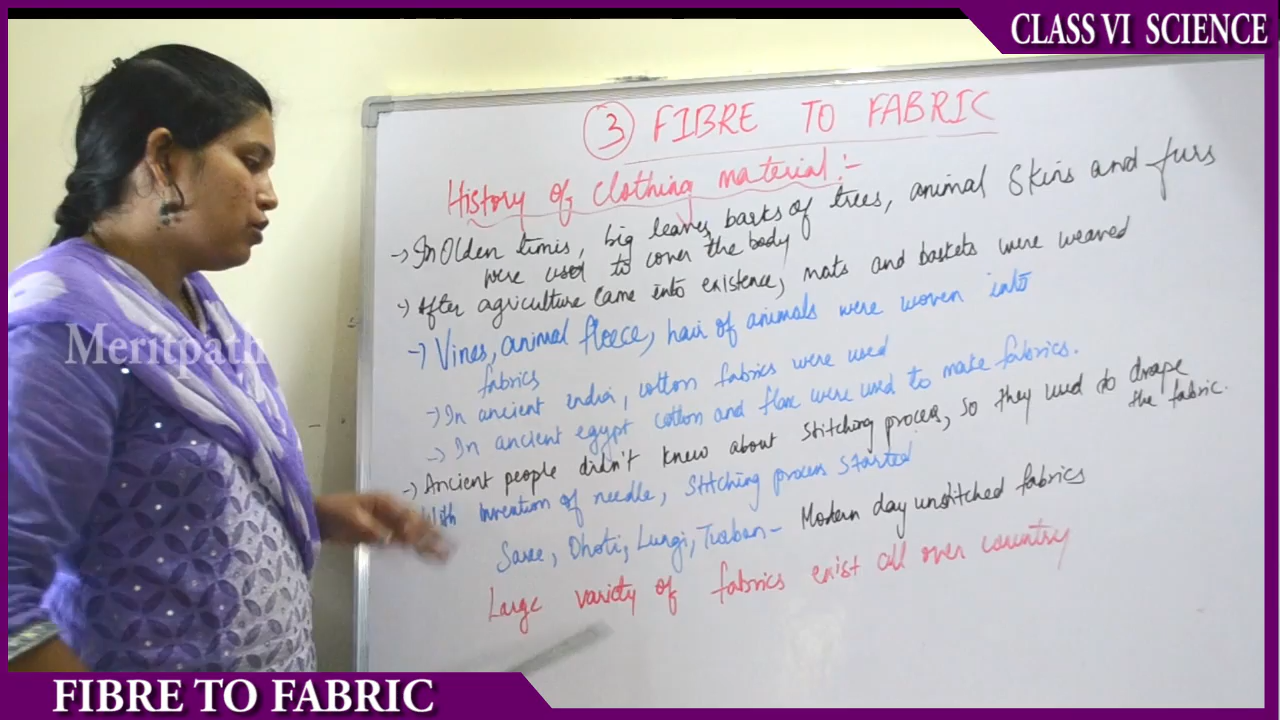 CLASS VI SCIENCE
③ FIBRE TO FABRIC
History of clothing material :-
→ In Olden times, big leaves, barks of trees, animal skins and furs
were used to cover the body
→ After agriculture came into existence, mats and baskets were weaved
→ Vines, animal fleece, hair of animals were woven into
fabrics
→ In ancient india, cotton fabrics were used
→ In ancient egypt cotton and flax were used to make fabrics.
→ Ancient people didn't knew about stitching process, so they used to drape
the fabric.
With invention of needle, stitching process started
Saree, Dhoti, Lungi, Turban - Modern day unstitched fabrics
Large variety of fabrics exist all over country
Meritpath
FIBRE TO FABRIC